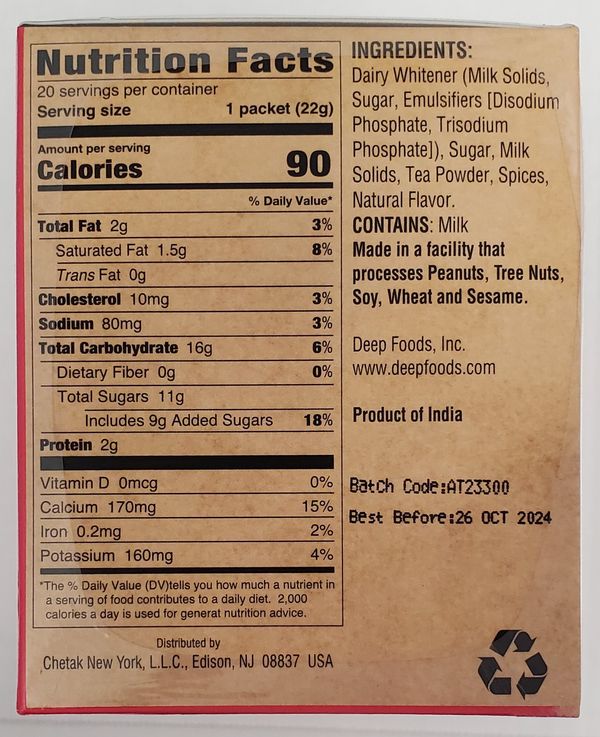 Nutrition Facts
20 servings per container
Serving size 1 packet (22g)
Amount per serving
Calories 90
% Daily Value*
Total Fat 2g 3%
Saturated Fat 1.5g 8%
Trans Fat 0g
Cholesterol 10mg 3%
Sodium 80mg 3%
Total Carbohydrate 16g 6%
Dietary Fiber 0g 0%
Total Sugars 11g
Includes 9g Added Sugars 18%
Protein 2g
Vitamin D 0mcg 0%
Calcium 170mg 15%
Iron 0.2mg 2%
Potassium 160mg 4%
*The % Daily Value (DV)tells you how much a nutrient in
a serving of food contributes to a daily diet. 2,000
calories a day is used for generat nutrition advice.
Distributed by
Chetak New York, L.L.C., Edison, NJ 08837 USA
INGREDIENTS:
Dairy Whitener (Milk Solids,
Sugar, Emulsifiers [Disodium
Phosphate, Trisodium
Phosphate]), Sugar, Milk
Solids, Tea Powder, Spices,
Natural Flavor.
CONTAINS: Milk
Made in a facility that
processes Peanuts, Tree Nuts,
Soy, Wheat and Sesame.
Deep Foods, Inc.
www.deepfoods.com
Product of India
Batch Code:AT23300
Best Before:26 OCT 2024